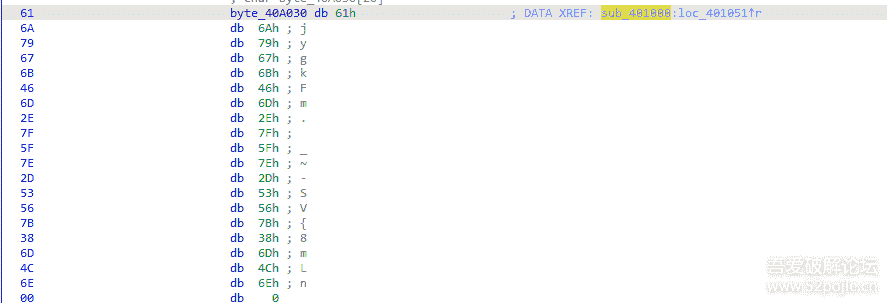 ; char byte_40A030[20]
61 byte_40A030 db 61h ; DATA XREF: sub_401000:loc_401051↑r
6A db 6Ah ; j
79 db 79h ; y
67 db 67h ; g
6B db 6Bh ; k
46 db 46h ; F
6D db 6Dh ; m
2E db 2Eh ; .
7F db 7Fh ;
5F db 5Fh ; _
7E db 7Eh ; ~
2D db 2Dh ; -
53 db 53h ; S
56 db 56h ; V
7B db 7Bh ; {
38 db 38h ; 8
6D db 6Dh ; m
4C db 4Ch ; L
6E db 6Eh ; n
00 db 0
吾爱破解论坛
www.52pojie.cn